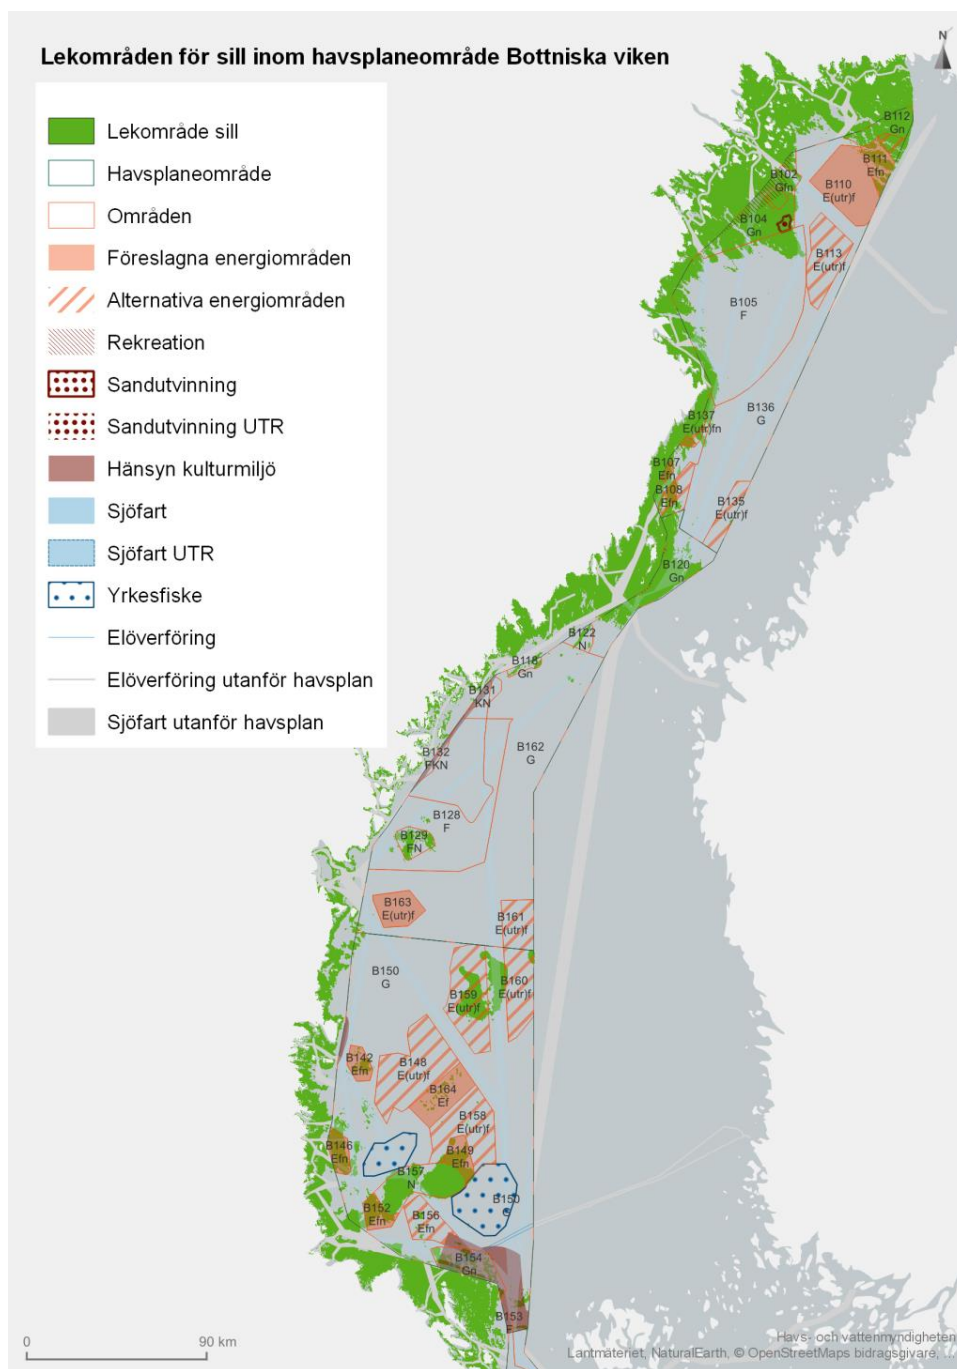 Lekområden för sill inom havsplaneområde Bottniska viken
N
Lekområde sill
Havsplaneområde
Områden
Föreslagna energiområden
Alternativa energiområden
Rekreation
Sandutvinning
Sandutvinning UTR
Hänsyn kulturmiljö
Sjöfart
Sjöfart UTR
Yrkesfiske
Elöverföring
Elöverföring utanför havsplan
Sjöfart utanför havsplan
B112
Gn
B111
Efn
B102
Gfn
B110
E(utr)f
B104
Gn
B113
E(utr)f
B105
F
B136
G
B137
E(utr)fn
B107
Efn
B108
Efn
B135
E(utr)f
B120
Gn
B122
N
B118
Gn
B131
KN
B162
G
B132
FKN
B128
F
B129
FN
B163
E(utr)f
B161
E(utr)f
B150
G
B160
E(utr)f
B159
E(utr)f
B142
Efn
B148
E(utr)f
B164
Ef
B158
E(utr)f
B146
Efn
B149
Efn
B157
N
B150
G
B152
Efn
B156
Efn
B154
Gn
B153
F
0
90 km
Havs- och vattenmyndigheten
Lantmäteriet, NaturalEarth, © OpenStreetMaps bidragsgivare, ...